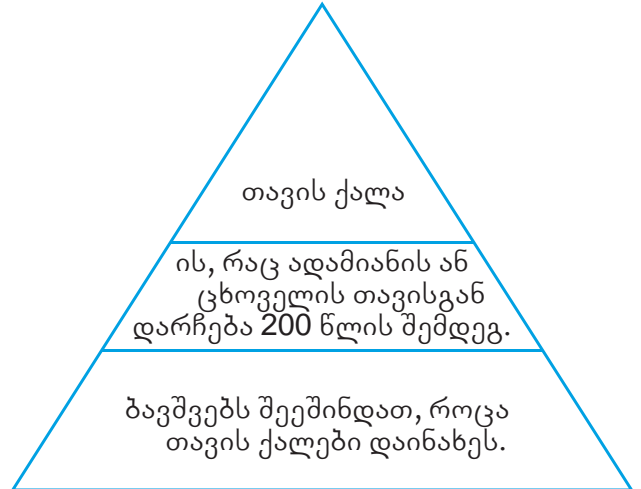 თავის ქალა
ის, რაც ადამიანის ან
ცხოველის თავისგან
დარჩება 200 წლის შემდეგ.
ბავშვებს შეეშინდათ, როცა
თავის ქალები დაინახეს.